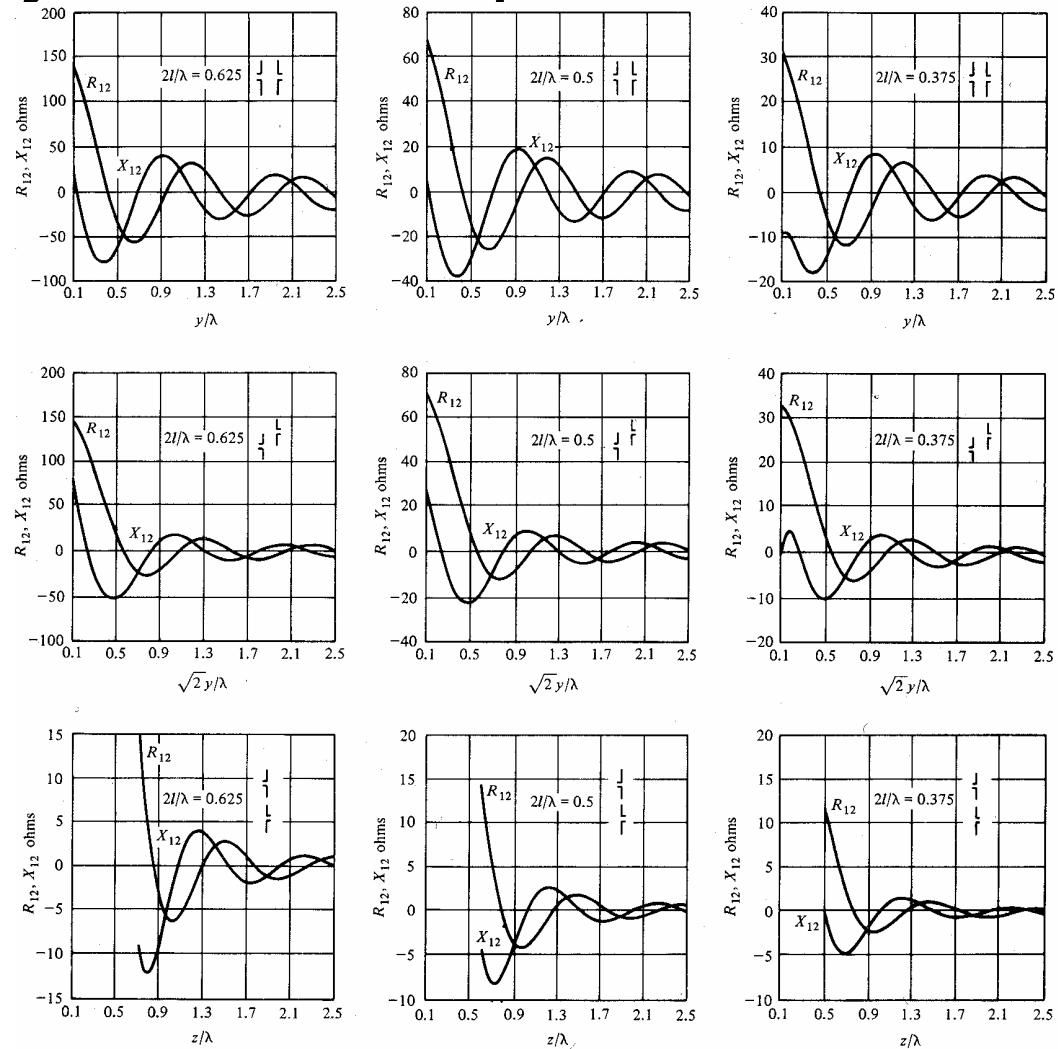 200
150
100
50
0
−50
−100
R12, X12 ohms
R12
X12
2l/λ = 0.625
0.1 0.5 0.9 1.3 1.7 2.1 2.5
y/λ
80
60
40
20
0
−20
−40
R12, X12 ohms
R12
X12
2l/λ = 0.5
0.1 0.5 0.9 1.3 1.7 2.1 2.5
y/λ
40
30
20
10
0
−10
−20
R12, X12 ohms
R12
X12
2l/λ = 0.375
0.1 0.5 0.9 1.3 1.7 2.1 2.5
y/λ
200
150
100
50
0
−50
−100
R12, X12 ohms
R12
X12
2l/λ = 0.625
0.1 0.5 0.9 1.3 1.7 2.1 2.5
√2 y/λ
80
60
40
20
0
−20
−40
R12, X12 ohms
R12
X12
2l/λ = 0.5
0.1 0.5 0.9 1.3 1.7 2.1 2.5
√2 y/λ
40
30
20
10
0
−10
−20
R12, X12 ohms
R12
X12
2l/λ = 0.375
0.1 0.5 0.9 1.3 1.7 2.1 2.5
√2 y/λ
15
10
5
0
−5
−10
−15
R12, X12 ohms
R12
2l/λ = 0.625
X12
0.1 0.5 0.9 1.3 1.7 2.1 2.5
z/λ
20
15
10
5
0
−5
−10
R12, X12 ohms
R12
2l/λ = 0.5
X12
0.1 0.5 0.9 1.3 1.7 2.1 2.5
z/λ
20
15
10
5
0
−5
−10
R12, X12 ohms
R12
2l/λ = 0.375
X12
0.1 0.5 0.9 1.3 1.7 2.1 2.5
z/λ